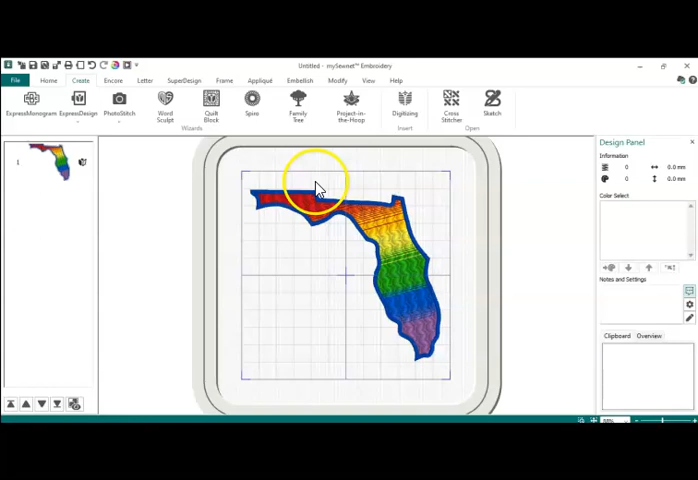 Untitled - mySewnet™ Embroidery
File Home Create Encore Letter SuperDesign Frame Appliqué Embellish Modify View Help
ExpressMonogram ExpressDesign PhotoStitch Word Sculpt Quilt Block Spiro Family Tree Project-in-the-Hoop Digitizing Cross Stitcher Sketch
Wizards Insert Open
1
Design Panel
Information
0 0.0 mm
0 0.0 mm
Color Select
Notes and Settings
Clipboard Overview